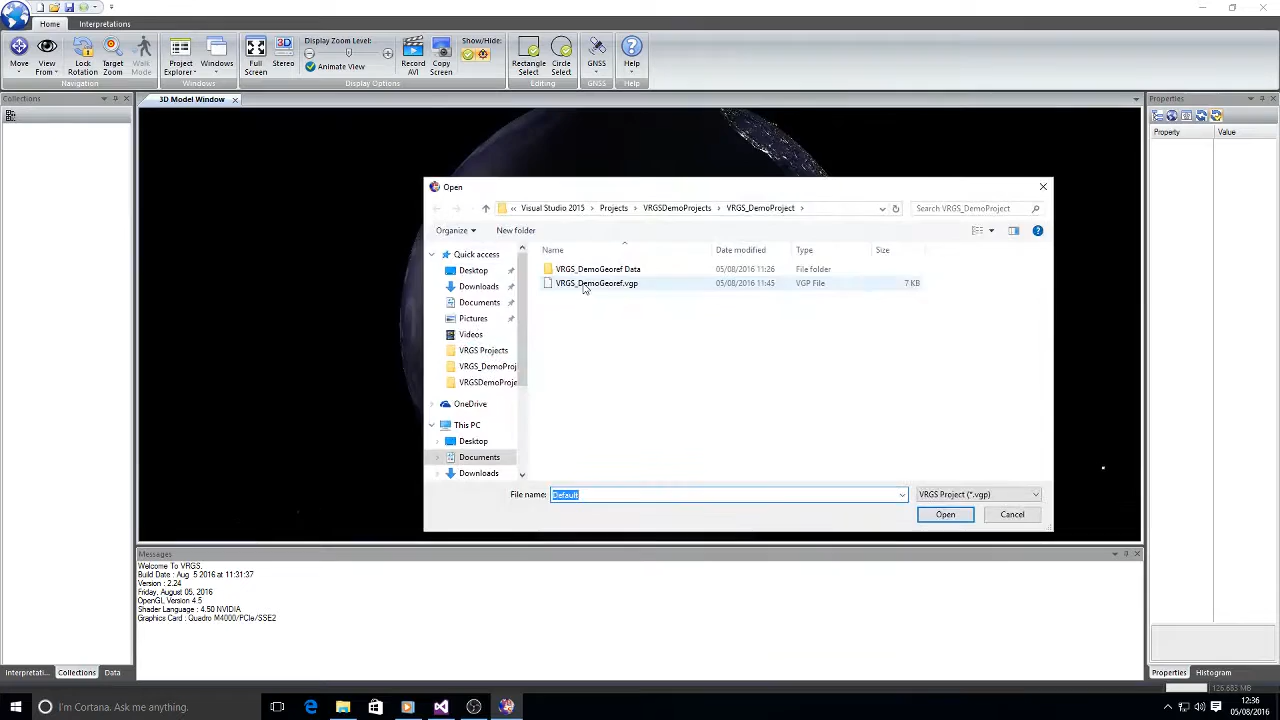 Home
Interpretations
Move
View From
Lock Rotation
Target Zoom
Walk Mode
Navigation
Project Explorer
Windows
Windows
Full Screen
Stereo
Display Zoom Level:
Animate View
Record AVI
Copy Screen
Show/Hide:
Display Options
Rectangle Select
Circle Select
Editing
GNSS
GNSS
Help
Help
Collections
3D Model Window
Properties
Property
Value
Open
« Visual Studio 2015 › Projects › VRGSDemoProjects › VRGS_DemoProject ›
Search VRGS_DemoProject
Organize
New folder
Name
Date modified
Type
Size
Quick access
Desktop
Downloads
Documents
Pictures
Videos
VRGS Projects
VRGS_DemoProj
VRGSDemoProje
OneDrive
This PC
Desktop
Documents
Downloads
VRGS_DemoGeoref Data 05/08/2016 11:26 File folder
VRGS_DemoGeoref.vgp 05/08/2016 11:45 VGP File 7 KB
File name: Default
VRGS Project (*.vgp)
Open
Cancel
Messages
Welcome To VRGS.
Build Date : Aug 5 2016 at 11:31:37
Version : 2.24
Friday, August 05, 2016
OpenGL Version 4.5
Shader Language : 4.50 NVIDIA
Graphics Card : Quadro M4000/PCIe/SSE2
Interpretati...
Collections
Data
Properties
Histogram
126.683 MB
I'm Cortana. Ask me anything.
12:36
05/08/2016